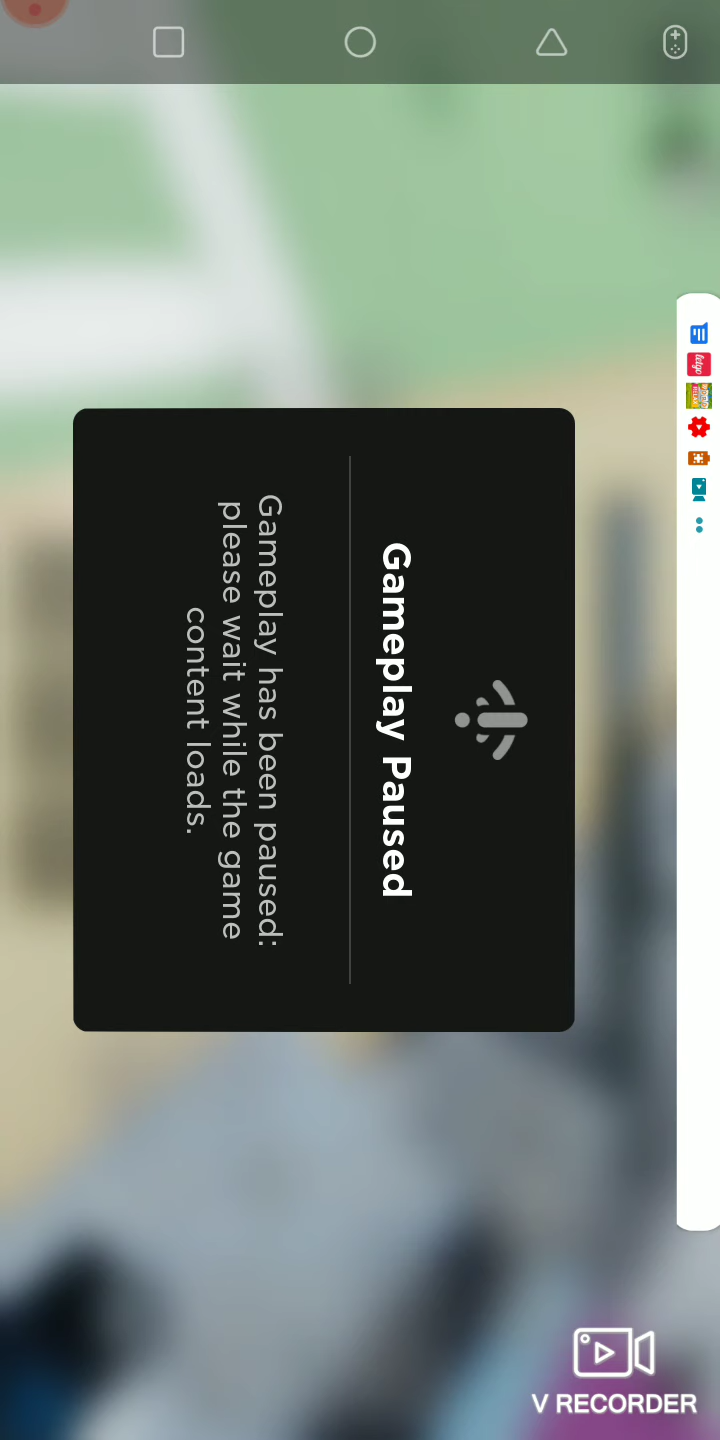 Gameplay Paused
Gameplay has been paused:
please wait while the game
content loads.
V RECORDER